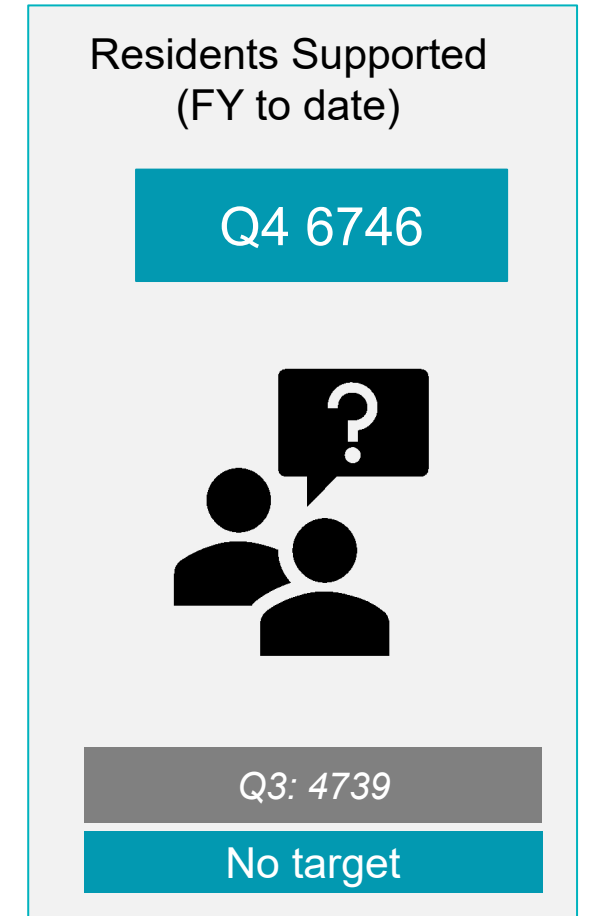 Residents Supported
(FY to date)
Q4 6746
?
Q3: 4739
No target